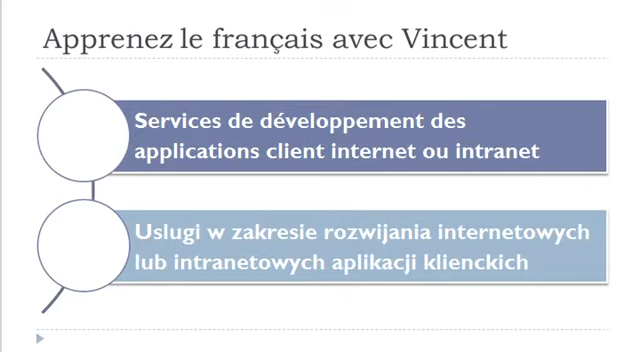 Apprenez le français avec Vincent
Services de développement des
applications client internet ou intranet
Uslugi w zakresie rozwijania internetowych
lub intranetowych aplikacji klienckich